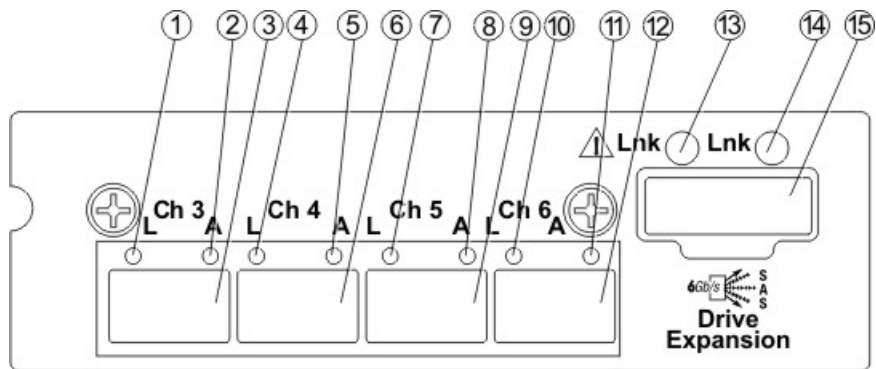 ① ② ③ ④ ⑤ ⑥ ⑦ ⑧ ⑨ ⑩ ⑪ ⑫ ⑬ ⑭ ⑮
Lnk Lnk
Ch 3 Ch 4 Ch 5 Ch 6
L A L A L A L A
6Gb/s SAS
Drive
Expansion